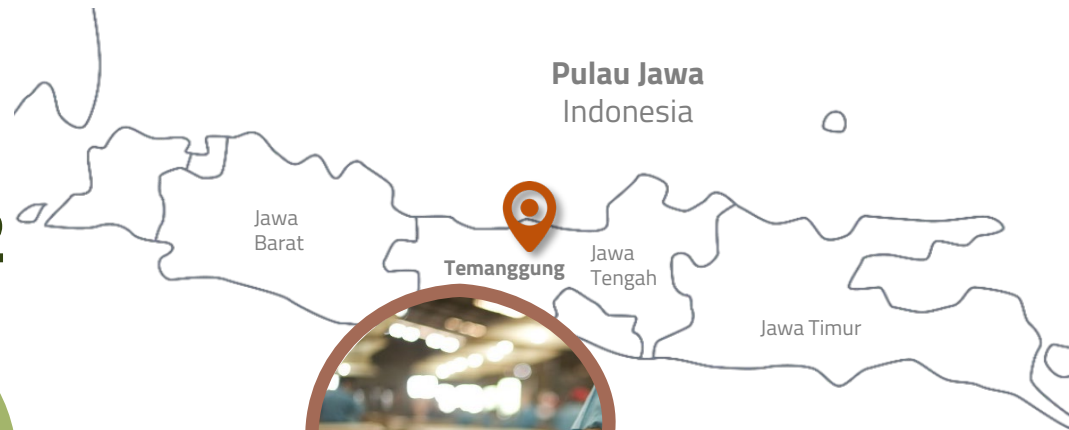 Pulau Jawa
Indonesia
Jawa
Barat
Temanggung
Jawa
Tengah
Jawa Timur